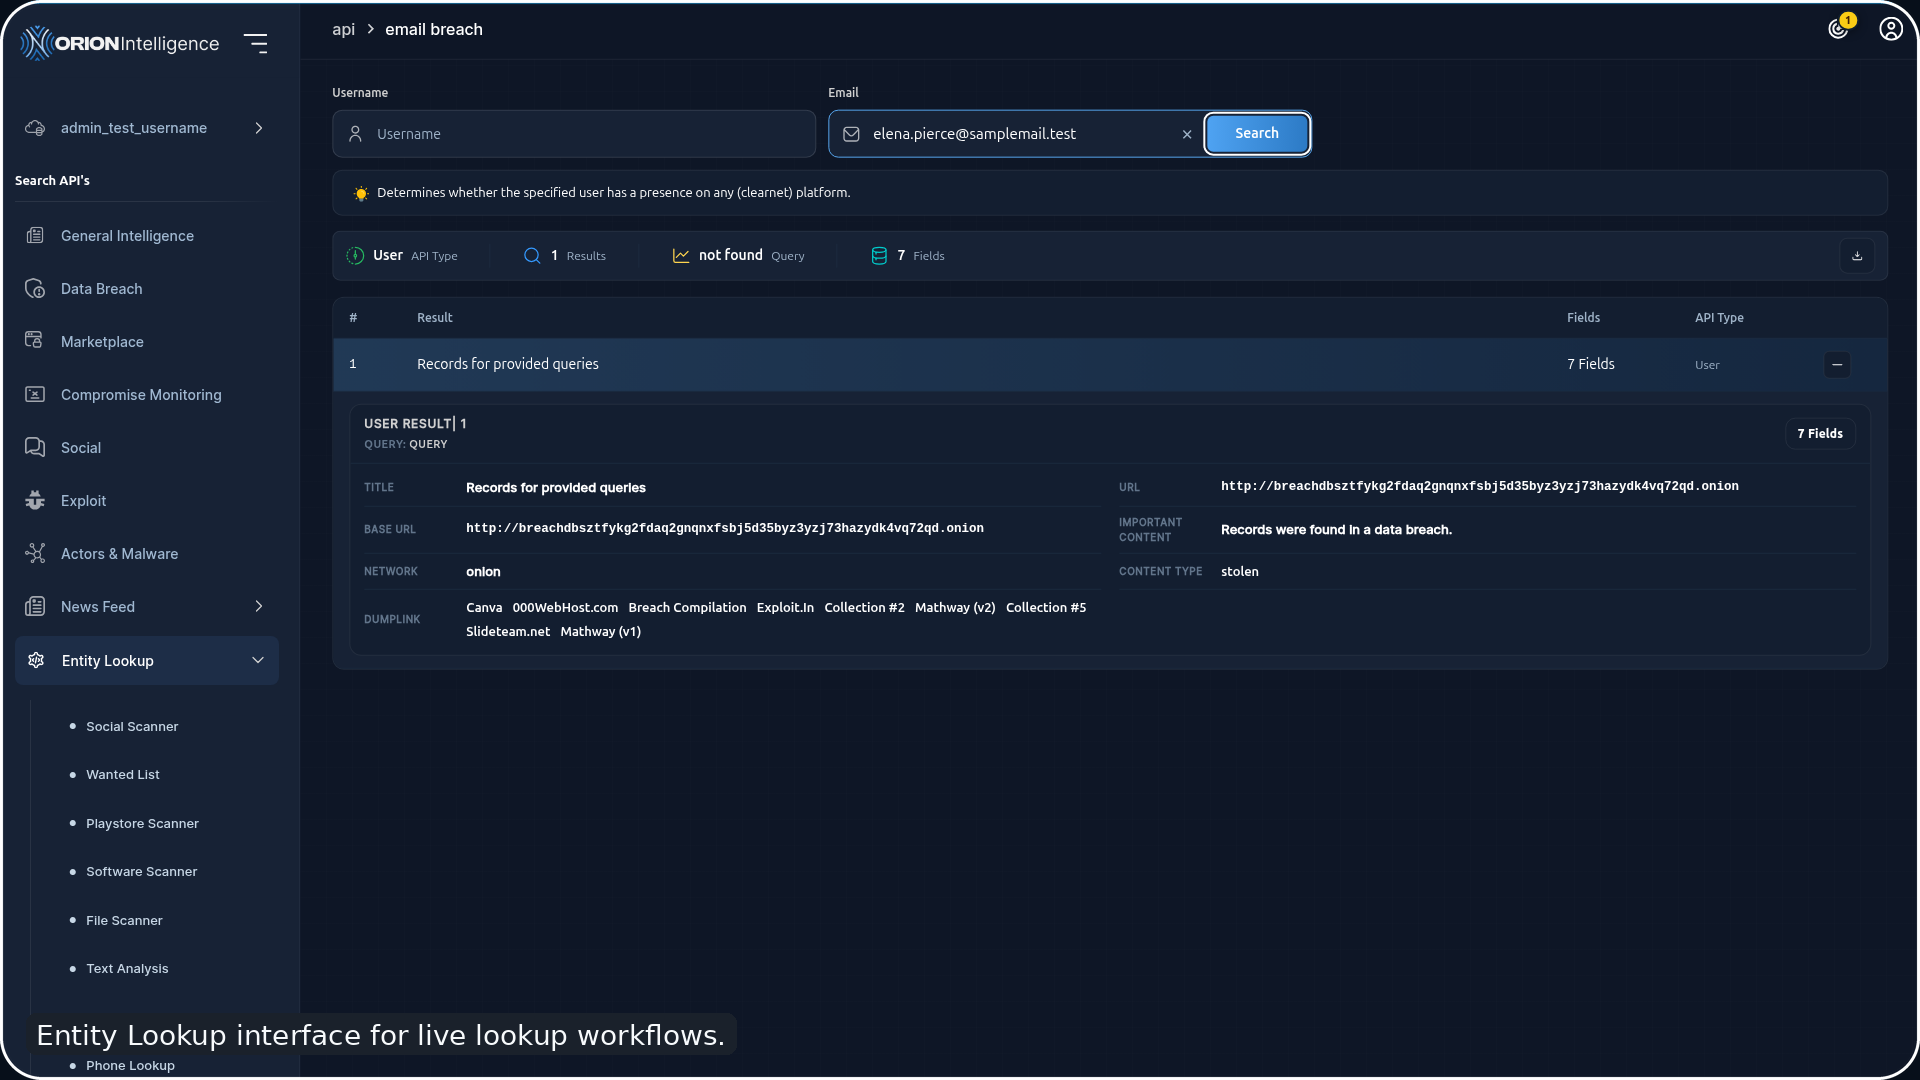 ORIONIntelligence
api > email breach
1
admin_test_username
Search API's
General Intelligence
Data Breach
Marketplace
Compromise Monitoring
Social
Exploit
Actors & Malware
News Feed
Entity Lookup
Social Scanner
Wanted List
Playstore Scanner
Software Scanner
File Scanner
Text Analysis
Phone Lookup
Username
Email
Username
elena.pierce@samplemail.test
Search
Determines whether the specified user has a presence on any (clearnet) platform.
User API Type 1 Results not found Query 7 Fields
# Result Fields API Type
1 Records for provided queries 7 Fields User
USER RESULT| 1
QUERY: QUERY
7 Fields
TITLE Records for provided queries
URL http://breachdbsztfykg2fdaq2gnqnxfsbj5d35byz3yzj73hazydk4vq72qd.onion
BASE URL http://breachdbsztfykg2fdaq2gnqnxfsbj5d35byz3yzj73hazydk4vq72qd.onion
IMPORTANT
CONTENT
Records were found in a data breach.
NETWORK onion
CONTENT TYPE stolen
DUMPLINK
Canva 000WebHost.com Breach Compilation Exploit.In Collection #2 Mathway (v2) Collection #5
Slideteam.net Mathway (v1)
Entity Lookup interface for live lookup workflows.